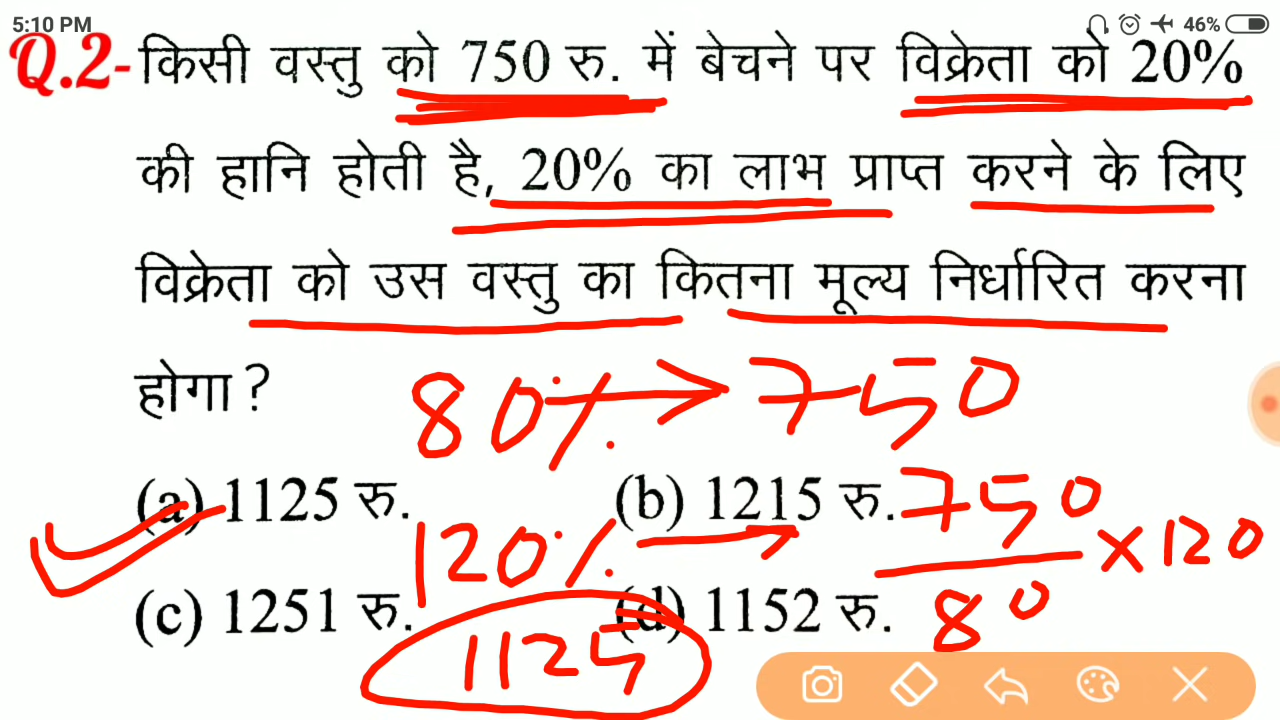 5:10 PM 46%
Q.2- किसी वस्तु को 750 रु. में बेचने पर विक्रेता को 20%
की हानि होती है, 20% का लाभ प्राप्त करने के लिए
विक्रेता को उस वस्तु का कितना मूल्य निर्धारित करना
होगा ?
80% → 750
(a) 1125 रु. (b) 1215 रु.
120% → 750/80 × 120
(c) 1251 रु. (d) 1152 रु.
1125